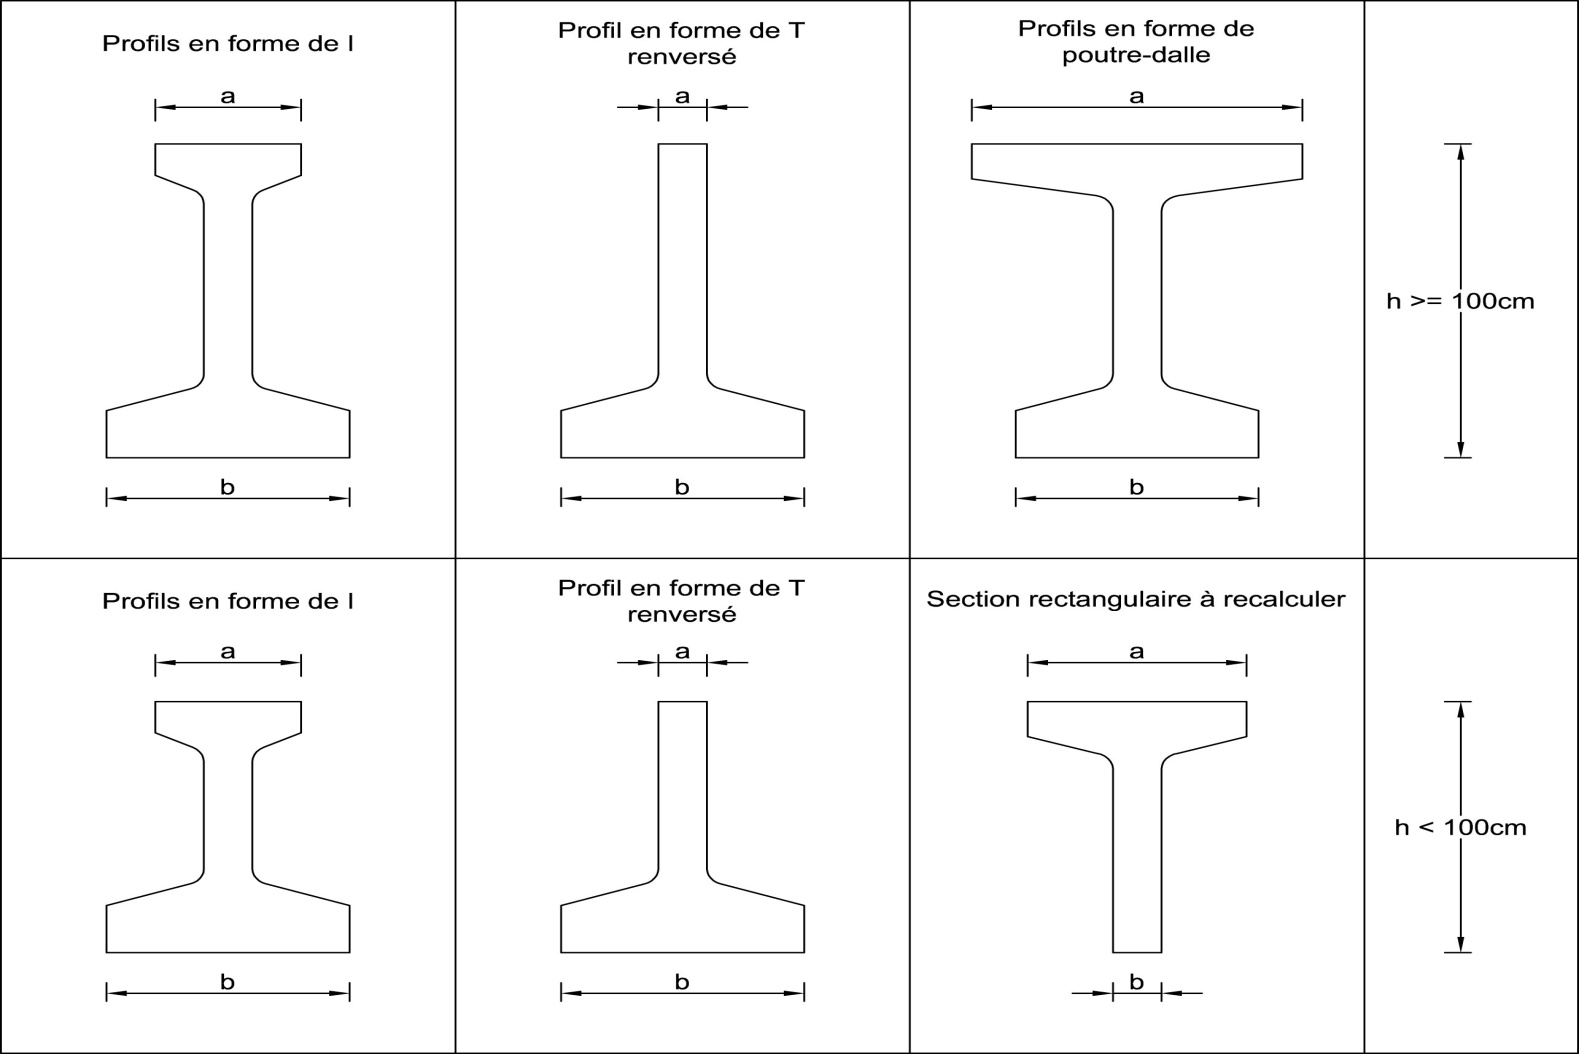 Profils en forme de I
a
b
Profil en forme de T
renversé
a
b
Profils en forme de
poutre-dalle
a
b
h >= 100cm
Profils en forme de I
a
b
Profil en forme de T
renversé
a
b
Section rectangulaire à recalculer
a
b
h < 100cm